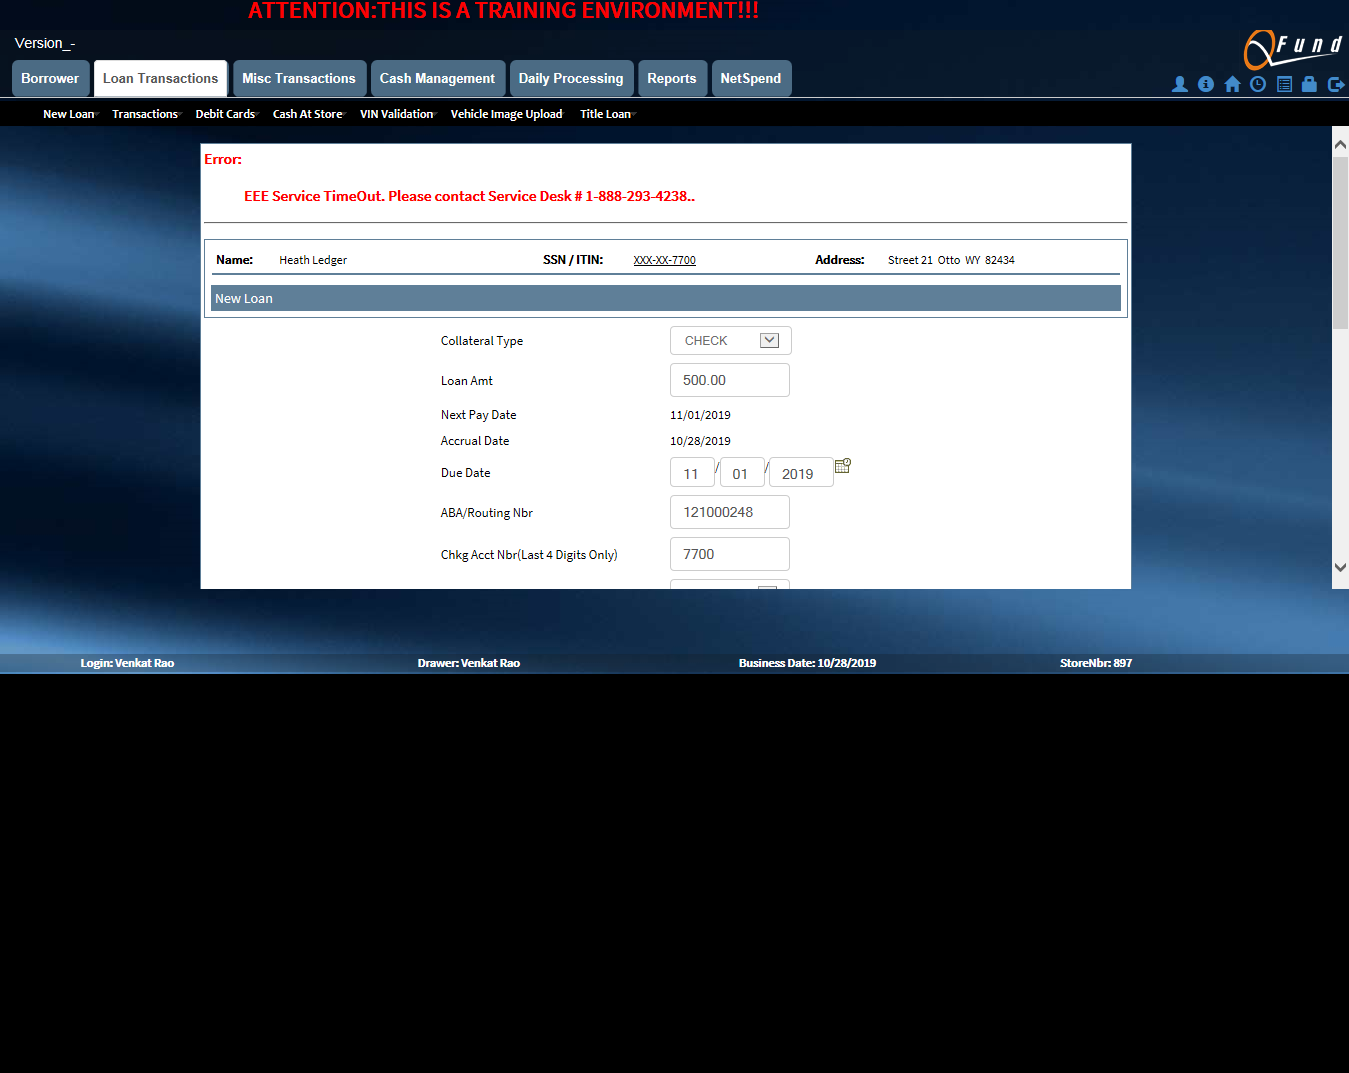 ATTENTION:THIS IS A TRAINING ENVIRONMENT!!!
Version_-
QFund
Borrower Loan Transactions Misc Transactions Cash Management Daily Processing Reports NetSpend
New Loan Transactions Debit Cards Cash At Store VIN Validation Vehicle Image Upload Title Loan
Error:
EEE Service TimeOut. Please contact Service Desk # 1-888-293-4238..
Name: Heath Ledger SSN / ITIN: XXX-XX-7700 Address: Street 21 Otto WY 82434
New Loan
Collateral Type CHECK
Loan Amt 500.00
Next Pay Date 11/01/2019
Accrual Date 10/28/2019
Due Date 11 / 01 / 2019
ABA/Routing Nbr 121000248
Chkg Acct Nbr(Last 4 Digits Only) 7700
Login: Venkat Rao Drawer: Venkat Rao Business Date: 10/28/2019 StoreNbr: 897